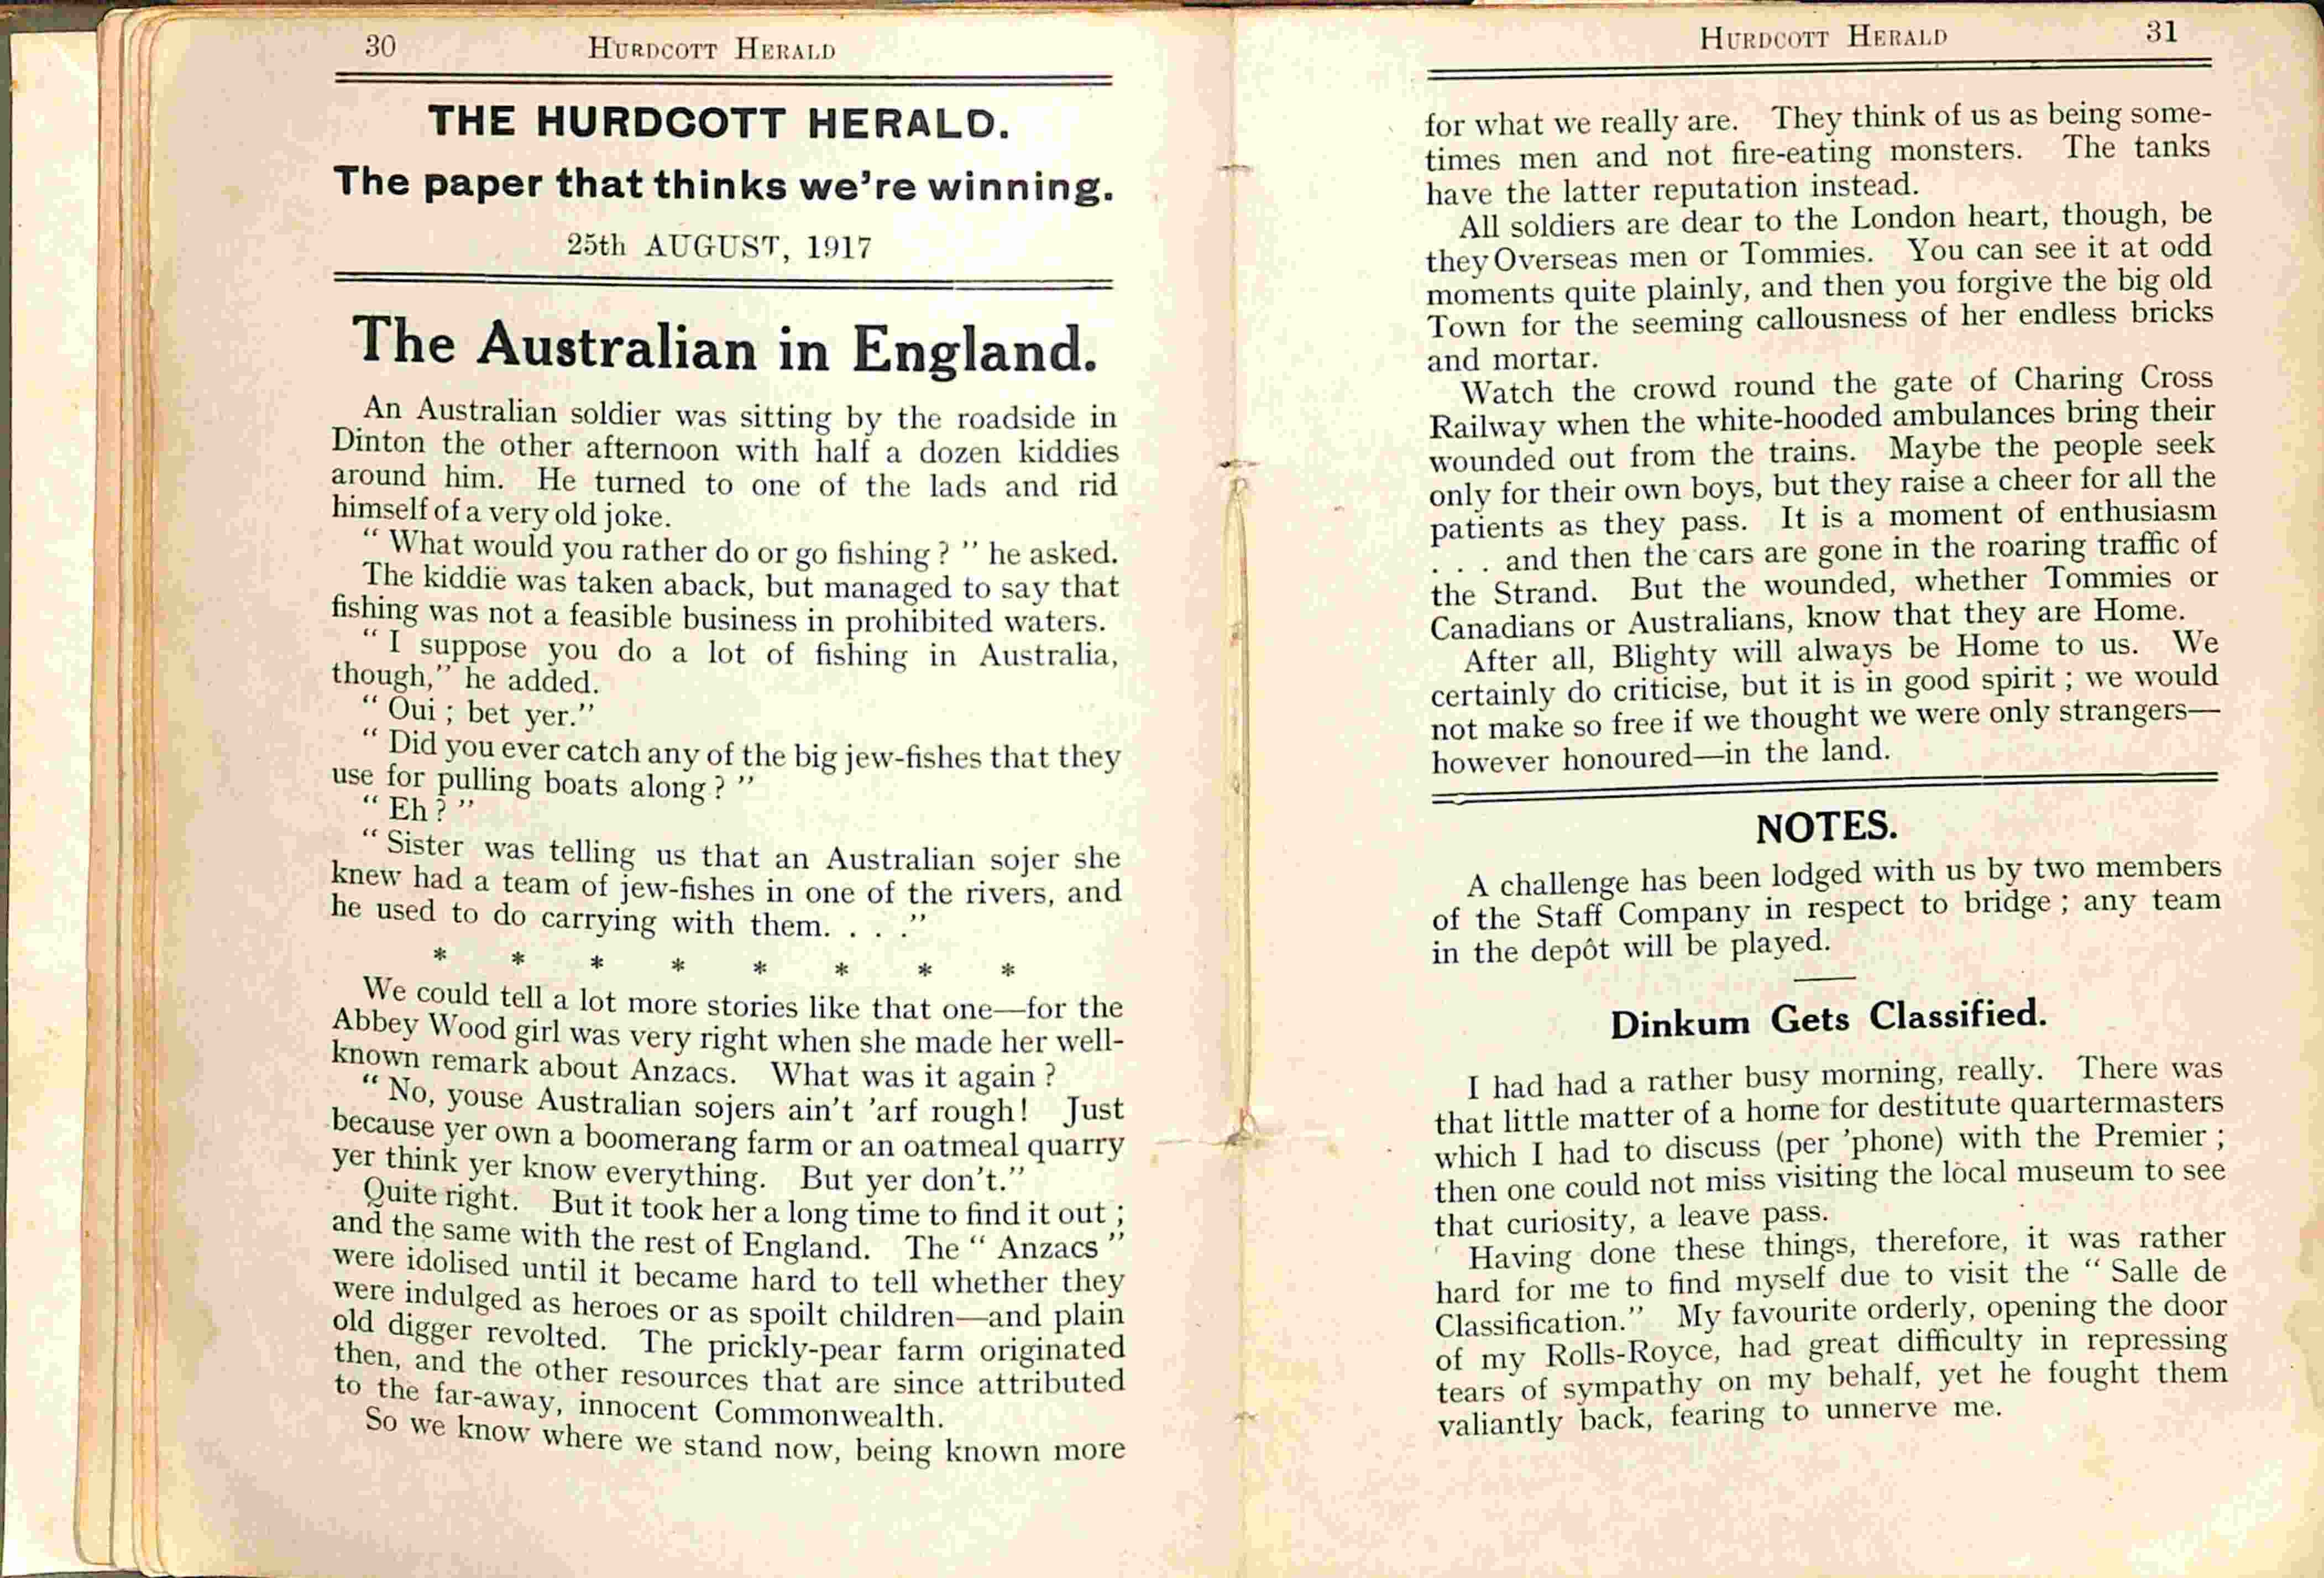 30 HURDCOTT HERALD
THE HURDCOTT HERALD.
The paper that thinks we're winning.
25th AUGUST, 1917
The Australian in England.
An Australian soldier was sitting by the roadside in
Dinton the other afternoon with half a dozen kiddies
around him. He turned to one of the lads and rid
himself of a very old joke.
" What would you rather do or go fishing ? " he asked.
The kiddie was taken aback, but managed to say that
fishing was not a feasible business in prohibited waters.
" I suppose you do a lot of fishing in Australia,
though," he added.
" Oui ; bet yer."
" Did you ever catch any of the big jew-fishes that they
use for pulling boats along ? "
" Eh ? "
" Sister was telling us that an Australian sojer she
knew had a team of jew-fishes in one of the rivers, and
he used to do carrying with them. . . ."
* * * * * * * *
We could tell a lot more stories like that one—for the
Abbey Wood girl was very right when she made her well-
known remark about Anzacs. What was it again ?
" No, youse Australian sojers ain't 'arf rough! Just
because yer own a boomerang farm or an oatmeal quarry
yer think yer know everything. But yer don't."
Quite right. But it took her a long time to find it out ;
and the same with the rest of England. The " Anzacs "
were idolised until it became hard to tell whether they
were indulged as heroes or as spoilt children—and plain
old digger revolted. The prickly-pear farm originated
then, and the other resources that are since attributed
to the far-away, innocent Commonwealth.
So we know where we stand now, being known more
HURDCOTT HERALD 31
for what we really are. They think of us as being some-
times men and not fire-eating monsters. The tanks
have the latter reputation instead.
All soldiers are dear to the London heart, though, be
they Overseas men or Tommies. You can see it at odd
moments quite plainly, and then you forgive the big old
Town for the seeming callousness of her endless bricks
and mortar.
Watch the crowd round the gate of Charing Cross
Railway when the white-hooded ambulances bring their
wounded out from the trains. Maybe the people seek
only for their own boys, but they raise a cheer for all the
patients as they pass. It is a moment of enthusiasm
. . . and then the cars are gone in the roaring traffic of
the Strand. But the wounded, whether Tommies or
Canadians or Australians, know that they are Home.
After all, Blighty will always be Home to us. We
certainly do criticise, but it is in good spirit ; we would
not make so free if we thought we were only strangers—
however honoured—in the land.
NOTES.
A challenge has been lodged with us by two members
of the Staff Company in respect to bridge ; any team
in the depôt will be played.
Dinkum Gets Classified.
I had had a rather busy morning, really. There was
that little matter of a home for destitute quartermasters
which I had to discuss (per 'phone) with the Premier ;
then one could not miss visiting the local museum to see
that curiosity, a leave pass.
Having done these things, therefore, it was rather
hard for me to find myself due to visit the " Salle de
Classification." My favourite orderly, opening the door
of my Rolls-Royce, had great difficulty in repressing
tears of sympathy on my behalf, yet he fought them
valiantly back, fearing to unnerve me.